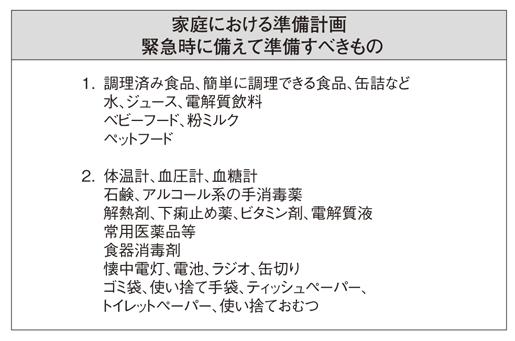 家庭における準備計画
緊急時に備えて準備すべきもの
1. 調理済み食品、簡単に調理できる食品、缶詰など
水、ジュース、電解質飲料
ベビーフード、粉ミルク
ペットフード
2. 体温計、血圧計、血糖計
石鹸、アルコール系の手消毒薬
解熱剤、下痢止め薬、ビタミン剤、電解質液
常用医薬品等
食器消毒剤
懐中電灯、電池、ラジオ、缶切り
ゴミ袋、使い捨て手袋、ティッシュペーパー、
トイレットペーパー、使い捨ておむつ